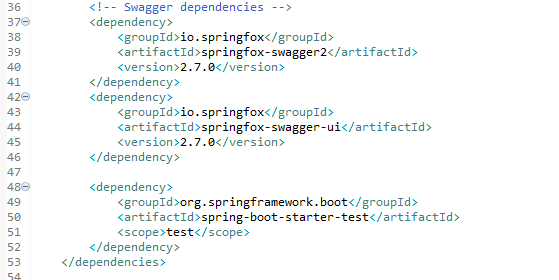 36 <!-- Swagger dependencies -->
37 <dependency>
38 <groupId>io.springfox</groupId>
39 <artifactId>springfox-swagger2</artifactId>
40 <version>2.7.0</version>
41 </dependency>
42 <dependency>
43 <groupId>io.springfox</groupId>
44 <artifactId>springfox-swagger-ui</artifactId>
45 <version>2.7.0</version>
46 </dependency>
47
48 <dependency>
49 <groupId>org.springframework.boot</groupId>
50 <artifactId>spring-boot-starter-test</artifactId>
51 <scope>test</scope>
52 </dependency>
53 </dependencies>
54